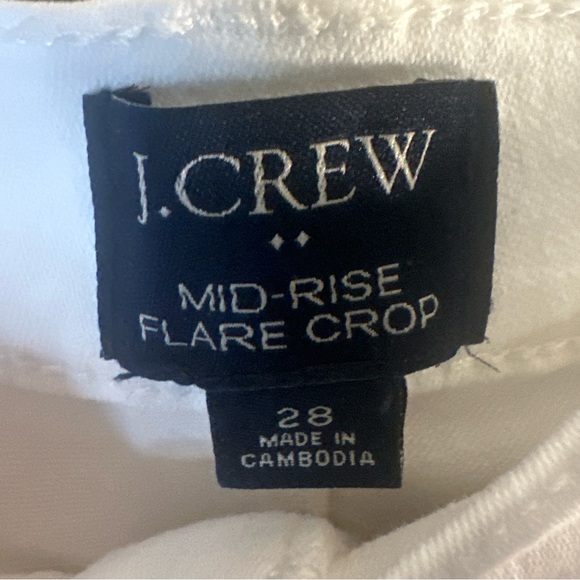 J.CREW
MID-RISE
FLARE CROP
28
MADE IN
CAMBODIA